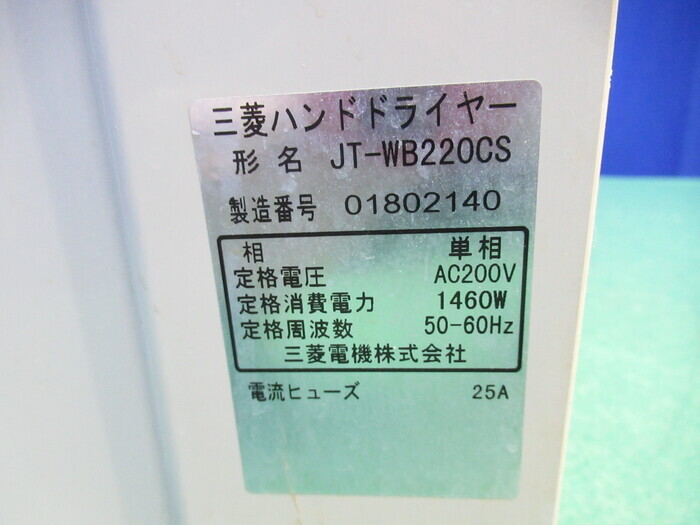 三菱ハンドドライヤー
形名 JT-WB220CS
製造番号 01802140
相 単相
定格電圧 AC200V
定格消費電力 1460W
定格周波数 50-60Hz
三菱電機株式会社
電流ヒューズ 25A